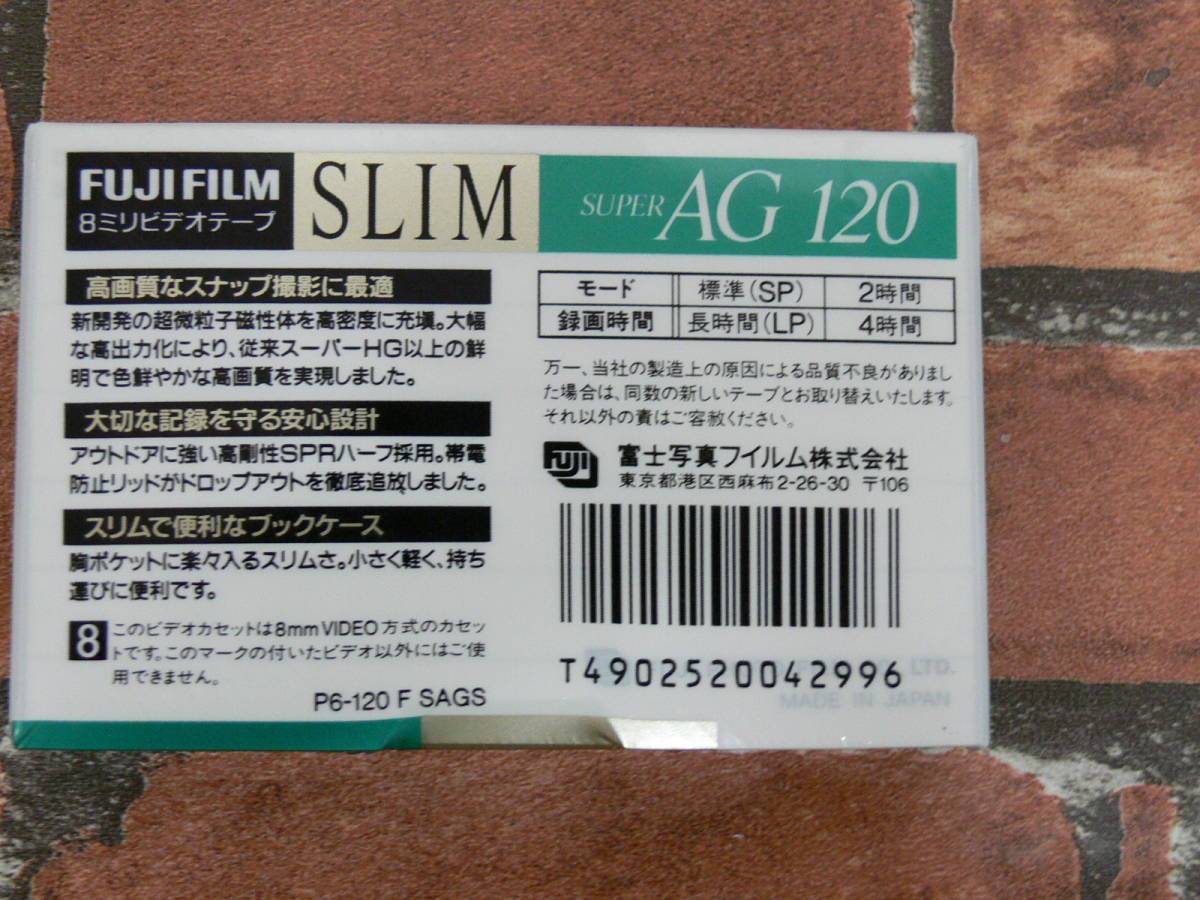 FUJIFILM
8ミリビデオテープ
SLIM
SUPER AG 120
高画質なスナップ撮影に最適
新開発の超微粒子磁性体を高密度に充塡。大幅
な高出力化により、従来スーパーHG以上の鮮
明で色鮮やかな高画質を実現しました。
大切な記録を守る安心設計
アウトドアに強い高剛性SPRハーフ採用。帯電
防止リッドがドロップアウトを徹底追放しました。
スリムで便利なブックケース
胸ポケットに楽々入るスリムさ。小さく軽く、持ち
運びに便利です。
8
このビデオカセットは8mm VIDEO方式のカセッ
トです。このマークの付いたビデオ以外にはご使
用できません。
P6-120 F SAGS
モード 標準(SP) 2時間
録画時間 長時間(LP) 4時間
万一、当社の製造上の原因による品質不良がありまし
た場合は、同数の新しいテープとお取り替えいたします。
それ以外の責はご容赦ください。
FUJI
富士写真フイルム株式会社
東京都港区西麻布2-26-30 〒106
T4902520042996
LTD.
MADE IN JAPAN